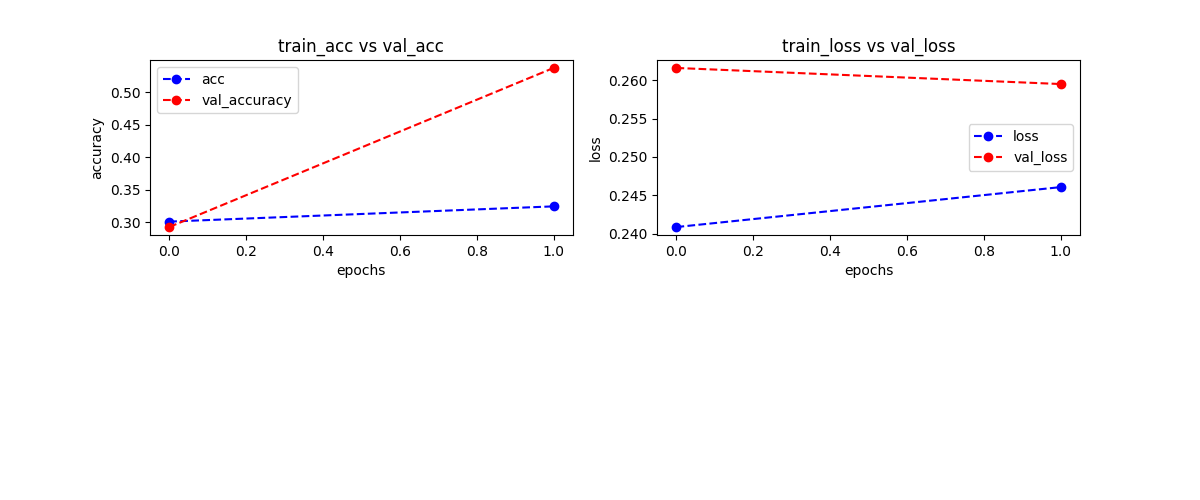 train_acc vs val_acc
acc
val_accuracy
accuracy
0.50
0.45
0.40
0.35
0.30
0.0 0.2 0.4 0.6 0.8 1.0
epochs
train_loss vs val_loss
loss
val_loss
loss
0.260
0.255
0.250
0.245
0.240
0.0 0.2 0.4 0.6 0.8 1.0
epochs